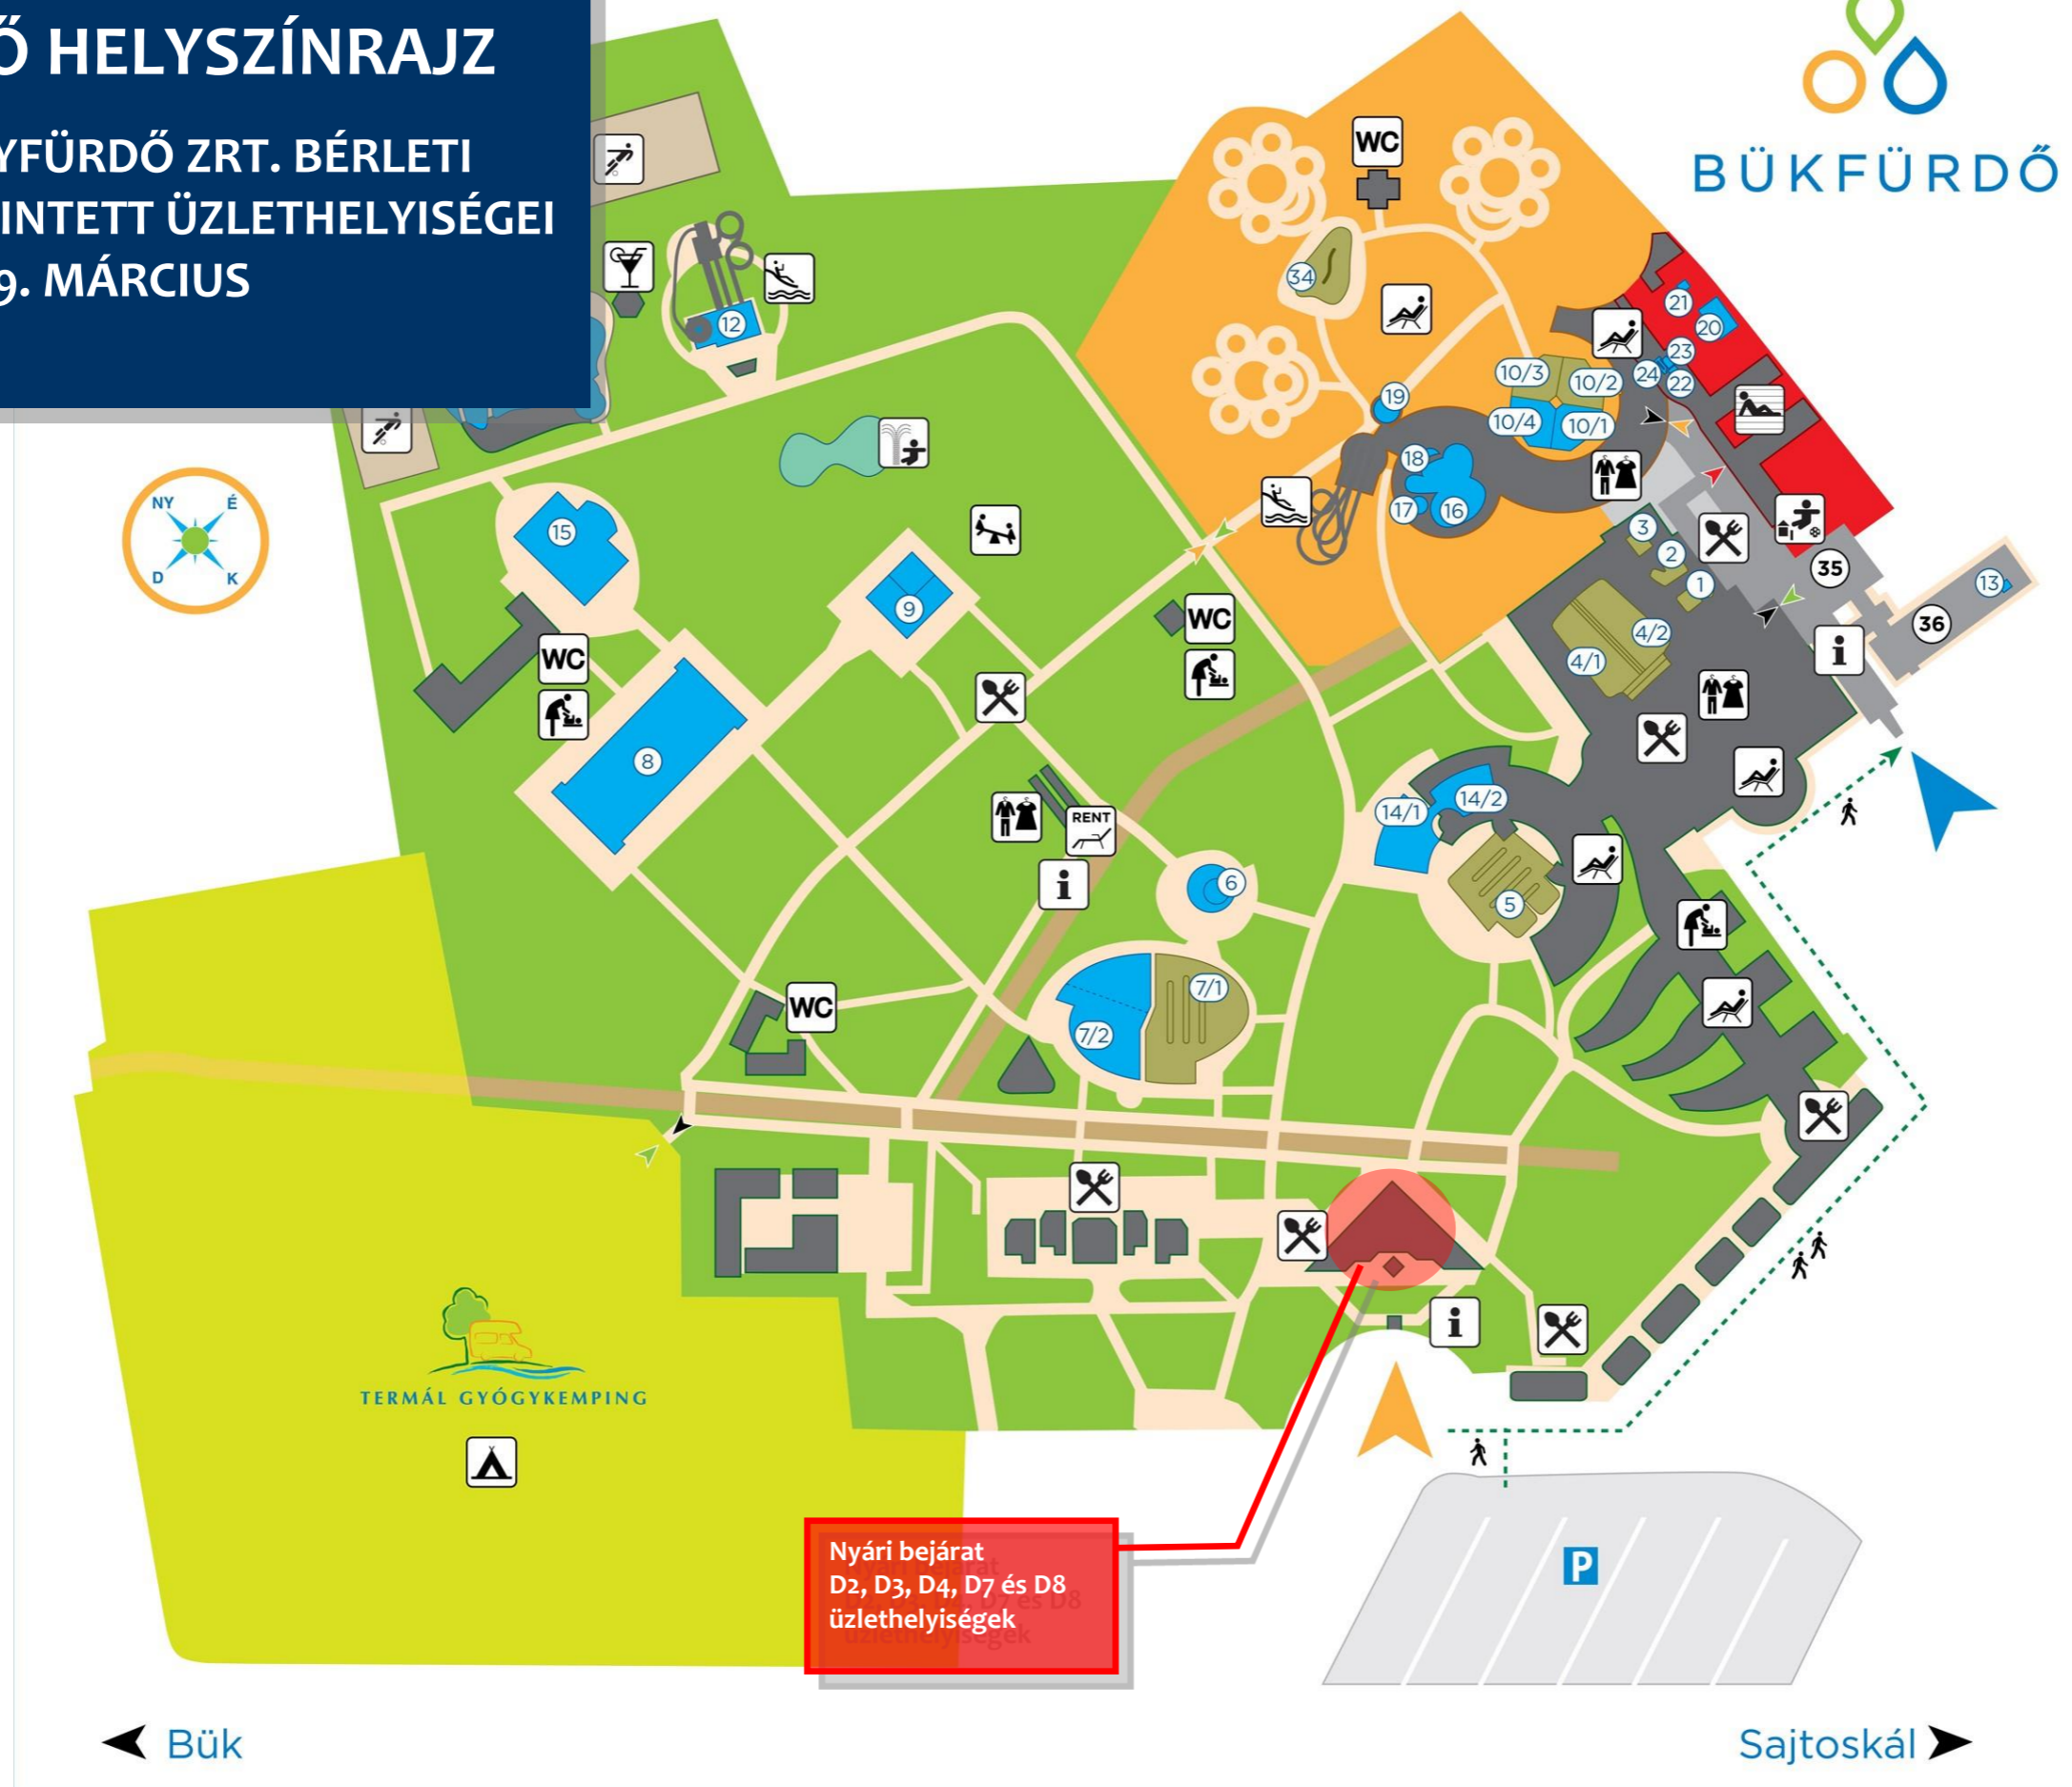 Ő HELYSZÍNRAJZ
YFÜRDŐ ZRT. BÉRLETI
INTETT ÜZLETHELYISÉGEI
9. MÁRCIUS
BÜKFÜRDŐ
NY
É
D
K
WC
34
12
21
20
23
24
22
10/3
10/2
10/4
10/1
19
18
17
16
15
9
3
2
1
35
13
36
4/2
4/1
WC
WC
8
14/1
14/2
RENT
i
i
6
5
7/1
7/2
WC
i
TERMÁL GYÓGYKEMPING
Nyári bejárat
D2, D3, D4, D7 és D8
üzlethelyiségek
P
Bük
Sajtoskál